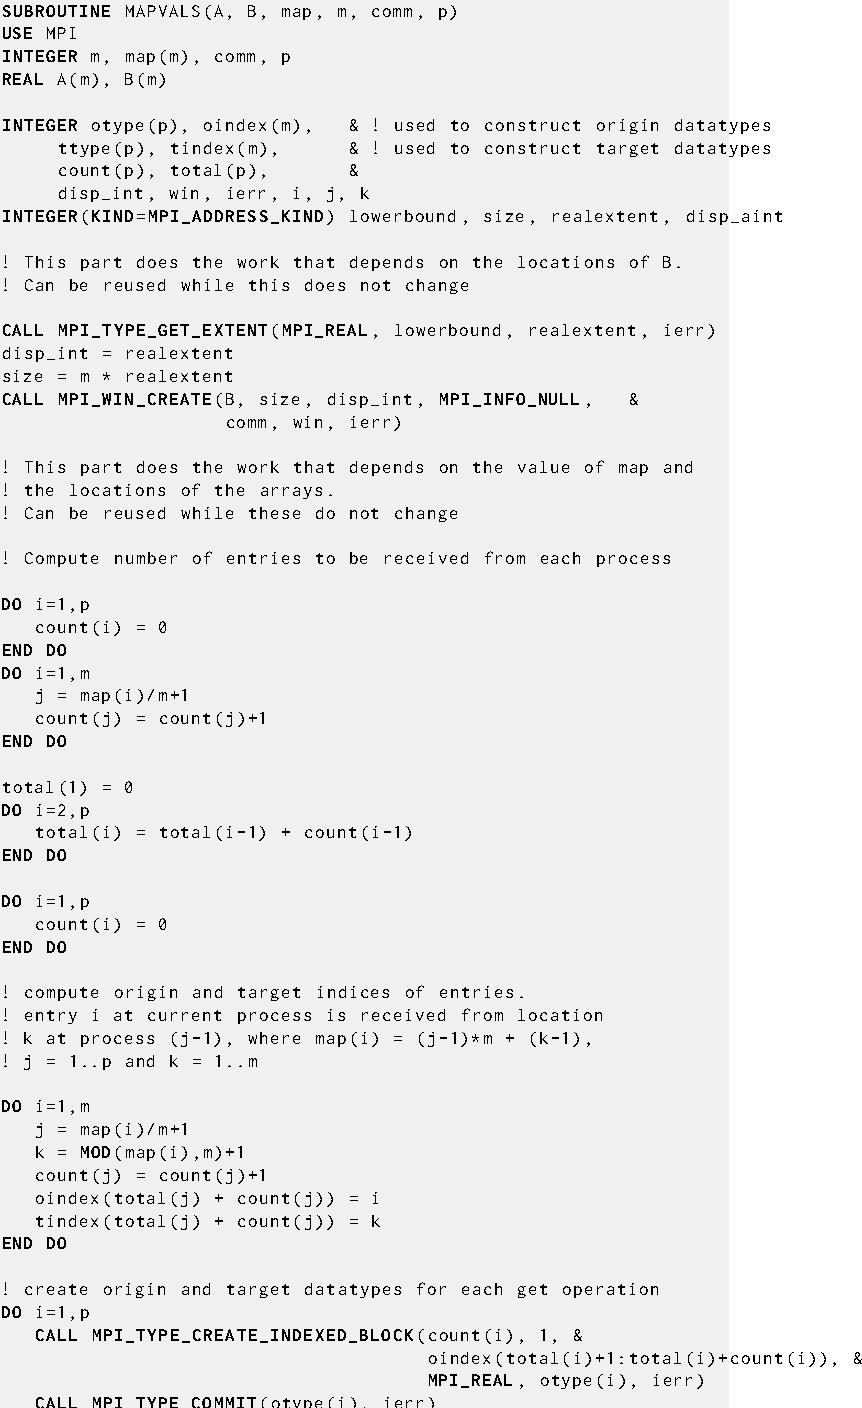 SUBROUTINE MAPVALS(A, B, map, m, comm, p)
USE MPI
INTEGER m, map(m), comm, p
REAL A(m), B(m)

INTEGER otype(p), oindex(m),   & ! used to construct origin datatypes
     ttype(p), tindex(m),      & ! used to construct target datatypes
     count(p), total(p),       &
     disp_int, win, ierr, i, j, k
INTEGER(KIND=MPI_ADDRESS_KIND) lowerbound, size, realextent, disp_aint

! This part does the work that depends on the locations of B.
! Can be reused while this does not change

CALL MPI_TYPE_GET_EXTENT(MPI_REAL, lowerbound, realextent, ierr)
disp_int = realextent
size = m * realextent
CALL MPI_WIN_CREATE(B, size, disp_int, MPI_INFO_NULL,   &
                    comm, win, ierr)

! This part does the work that depends on the value of map and
! the locations of the arrays.
! Can be reused while these do not change

! Compute number of entries to be received from each process

DO i=1,p
   count(i) = 0
END DO
DO i=1,m
   j = map(i)/m+1
   count(j) = count(j)+1
END DO

total(1) = 0
DO i=2,p
   total(i) = total(i-1) + count(i-1)
END DO

DO i=1,p
   count(i) = 0
END DO

! compute origin and target indices of entries.
! entry i at current process is received from location
! k at process (j-1), where map(i) = (j-1)*m + (k-1),
! j = 1..p and k = 1..m

DO i=1,m
   j = map(i)/m+1
   k = MOD(map(i),m)+1
   count(j) = count(j)+1
   oindex(total(j) + count(j)) = i
   tindex(total(j) + count(j)) = k
END DO

! create origin and target datatypes for each get operation
DO i=1,p
   CALL MPI_TYPE_CREATE_INDEXED_BLOCK(count(i), 1, &
                                      oindex(total(i)+1:total(i)+count(i)), &
                                      MPI_REAL, otype(i), ierr)
   CALL MPI_TYPE_COMMIT(otype(i), ierr)